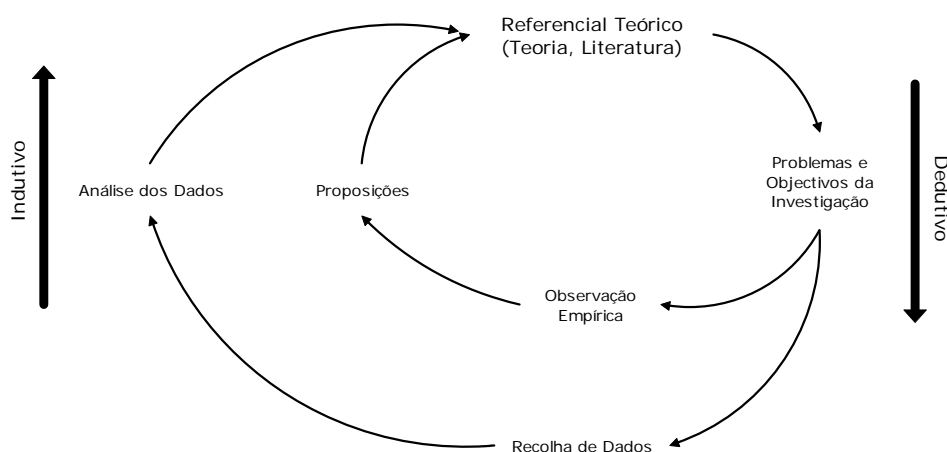 Referencial Teórico
(Teoria, Literatura)
Indutivo
Análise dos Dados
Proposições
Problemas e
Objectivos da
Investigação
Dedutivo
Observação
Empírica
Recolha de Dados